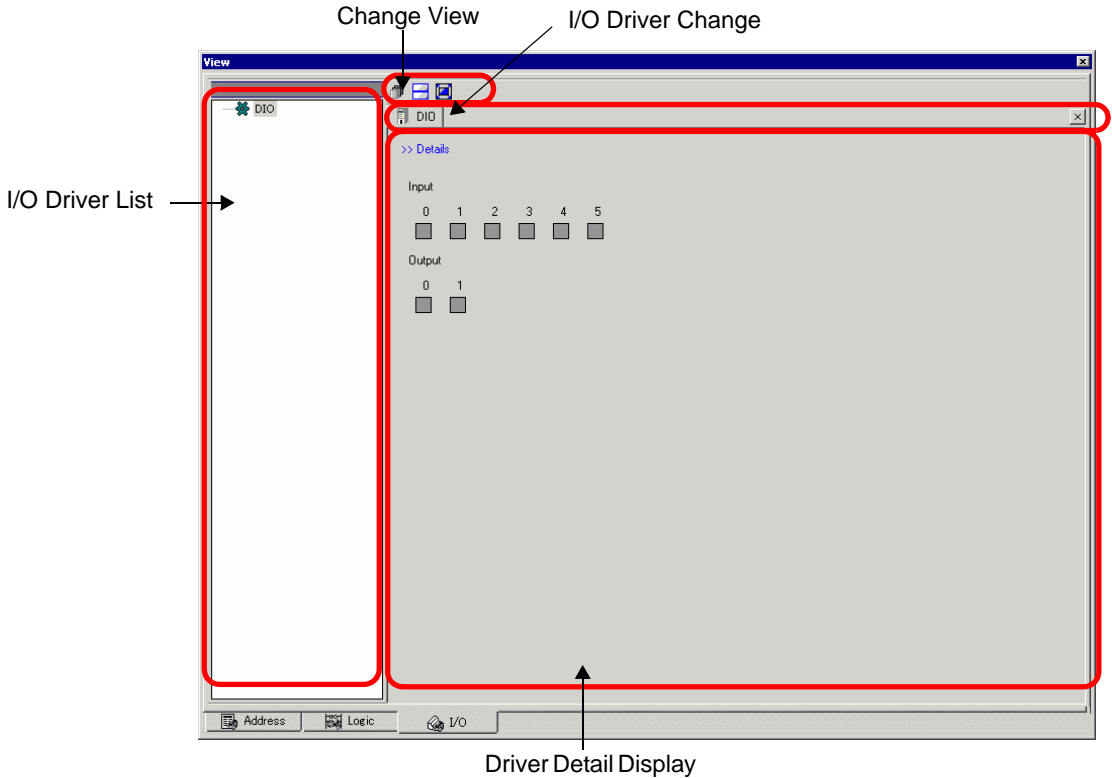 Change View
I/O Driver Change
View
DIO
DIO
>> Details
I/O Driver List
Input
0 1 2 3 4 5
Output
0 1
Address
Logic
I/O
Driver Detail Display